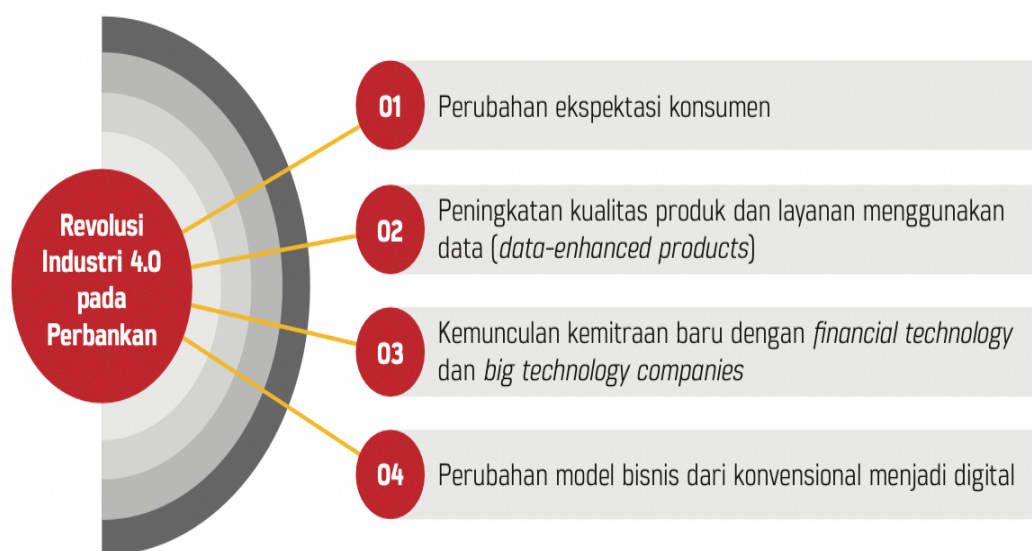 Revolusi
Industri 4.0
pada
Perbankan
01
Perubahan ekspektasi konsumen
02
Peningkatan kualitas produk dan layanan menggunakan
data (data-enhanced products)
03
Kemunculan kemitraan baru dengan financial technology
dan big technology companies
04
Perubahan model bisnis dari konvensional menjadi digital